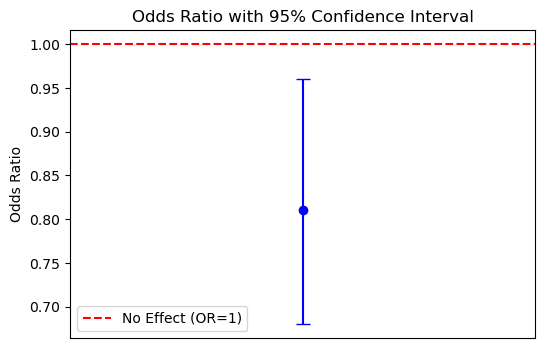 Odds Ratio with 95% Confidence Interval
1.00
0.95
0.90
0.85
0.80
0.75
0.70
Odds Ratio
No Effect (OR=1)